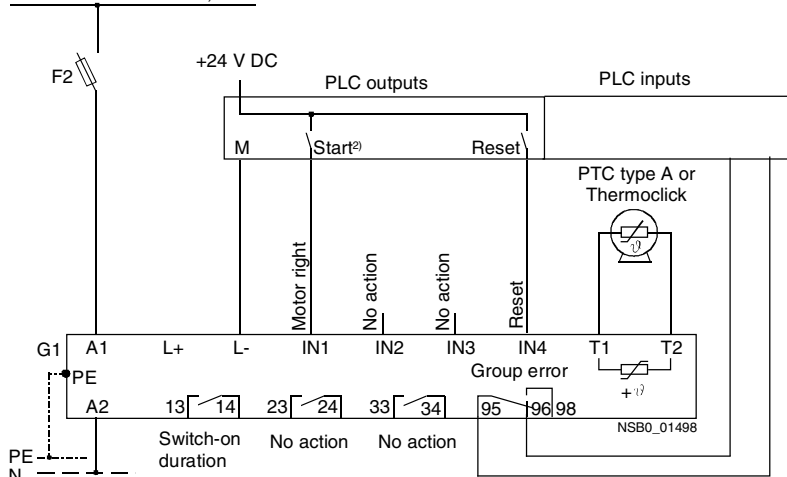 F2
+24 V DC
PLC outputs
PLC inputs
M
Start²⁾
Reset
PTC type A or
Thermoclick
ϑ
Motor right
No action
No action
Reset
G1
A1
L+
L-
IN1
IN2
IN3
IN4
T1
T2
PE
Group error
+ϑ
A2
13
14
23
24
33
34
95
96
98
NSB0_01498
Switch-on
duration
No action
No action
PE
N